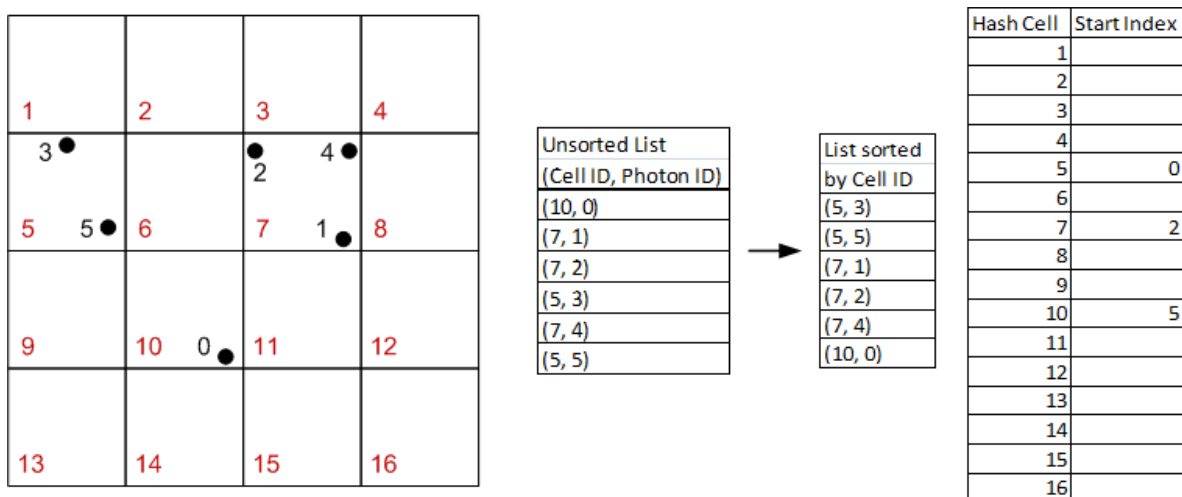 1 2 3 4
3 2 4
5 5 6 7 1 8
9 10 0 11 12
13 14 15 16
Unsorted List
(Cell ID, Photon ID)
(10, 0)
(7, 1)
(7, 2)
(5, 3)
(7, 4)
(5, 5)
List sorted
by Cell ID
(5, 3)
(5, 5)
(7, 1)
(7, 2)
(7, 4)
(10, 0)
Hash Cell Start Index
1
2
3
4
5 0
6
7 2
8
9
10 5
11
12
13
14
15
16